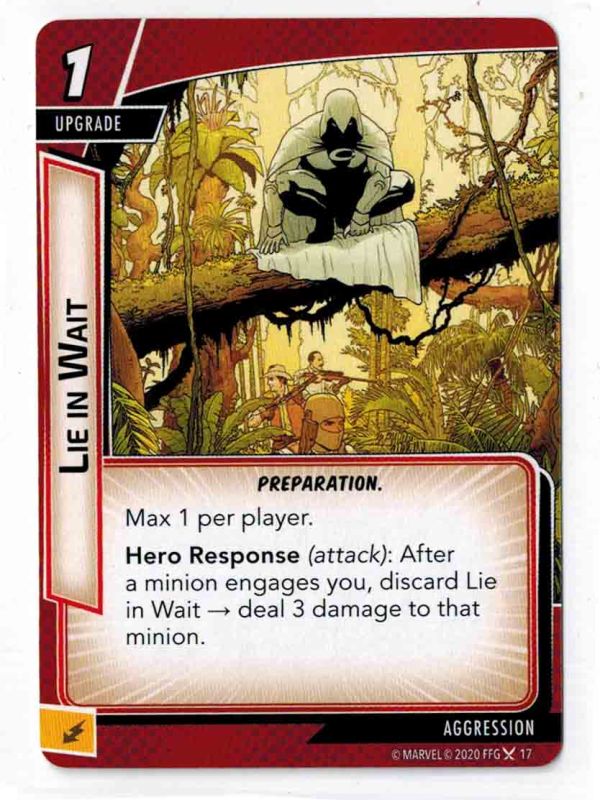 1
UPGRADE
LIE IN WAIT
PREPARATION.
Max 1 per player.
Hero Response (attack): After
a minion engages you, discard Lie
in Wait → deal 3 damage to that
minion.
AGGRESSION
© MARVEL © 2020 FFG 17